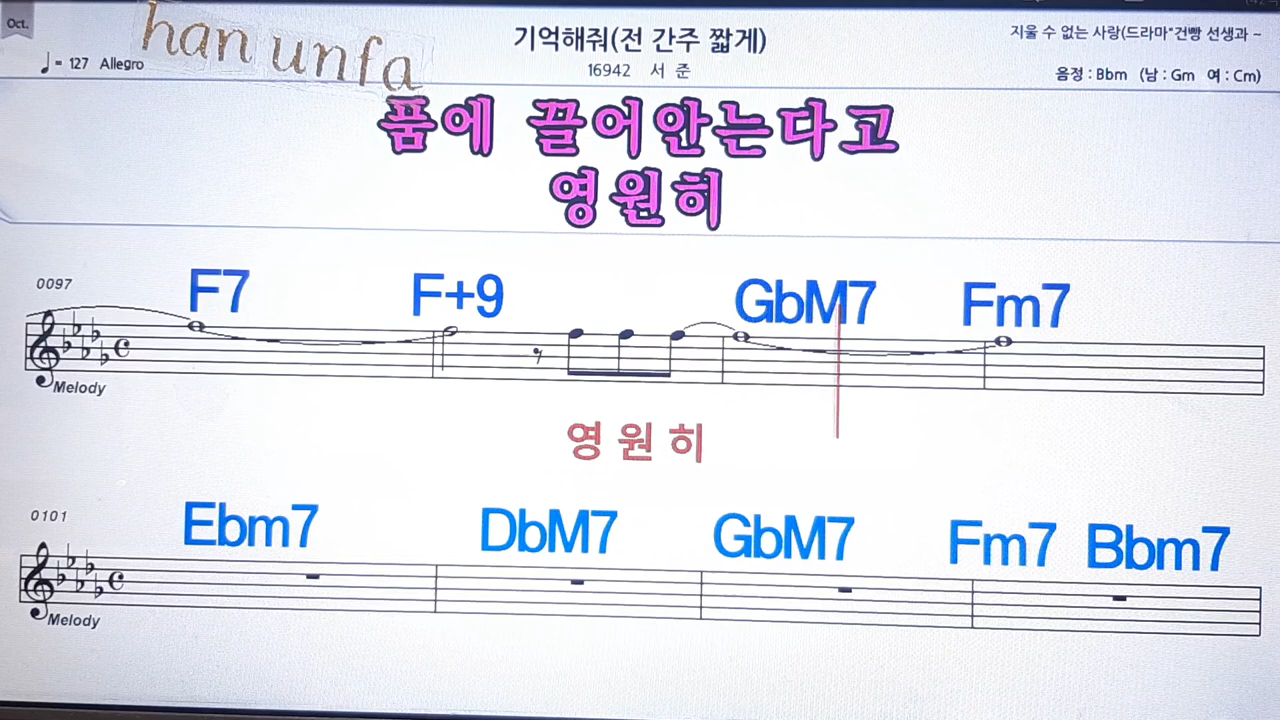 Oct.
han unfa
기억해줘(전 간주 짧게)
지울 수 없는 사랑(드라마"건빵 선생과 ~
♩= 127 Allegro
16942 서 준
음정 : Bbm (남 : Gm 여 : Cm)
품에 끌어안는다고
영원히
0097
F7 F+9 GbM7 Fm7
Melody
영 원 히
0101
Ebm7 DbM7 GbM7 Fm7 Bbm7
Melody